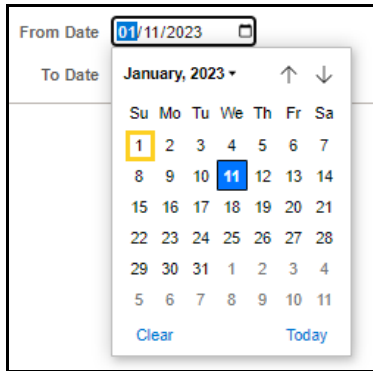 From Date 01/11/2023
To Date
January, 2023
Su Mo Tu We Th Fr Sa
1 2 3 4 5 6 7
8 9 10 11 12 13 14
15 16 17 18 19 20 21
22 23 24 25 26 27 28
29 30 31 1 2 3 4
5 6 7 8 9 10 11
Clear Today